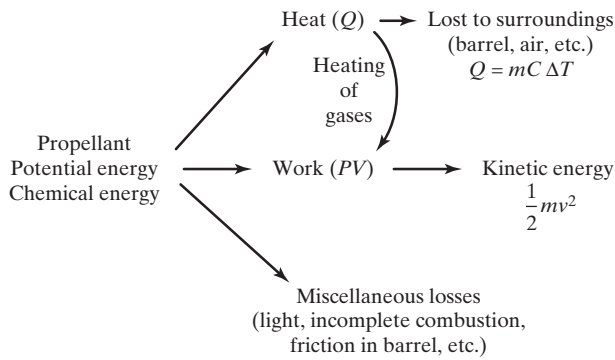 Heat (Q)
Lost to surroundings
(barrel, air, etc.)
Q = mC ΔT
Heating
of
gases
Propellant
Potential energy
Chemical energy
Work (PV)
Kinetic energy
1/2 mv²
Miscellaneous losses
(light, incomplete combustion,
friction in barrel, etc.)